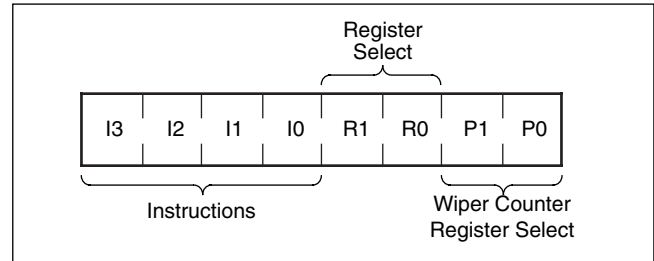 Register
Select
I3 I2 I1 I0 R1 R0 P1 P0
Instructions
Wiper Counter
Register Select